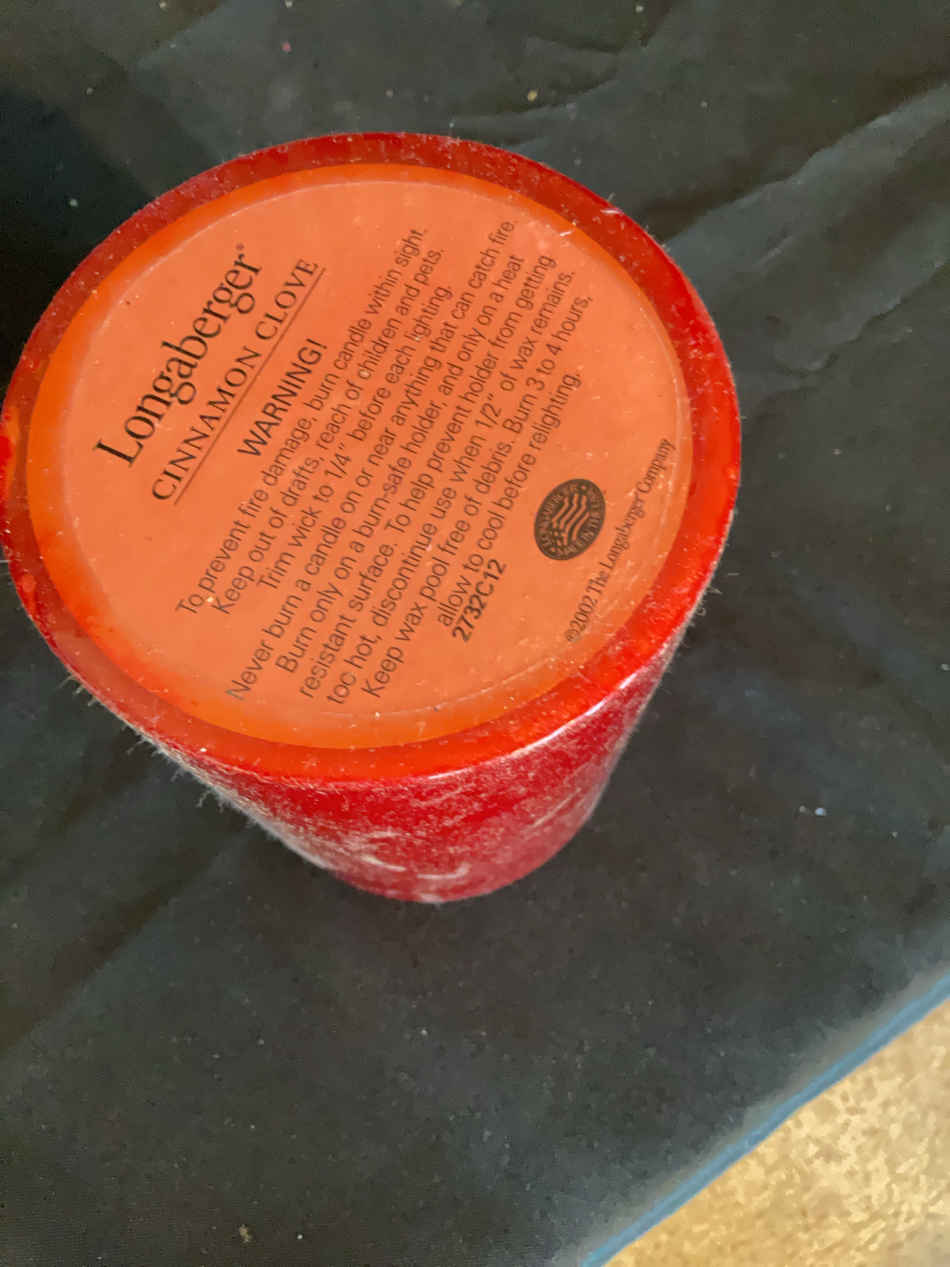 Longaberger®
CINNAMON CLOVE
WARNING!
To prevent fire damage, burn candle within sight.
Keep out of drafts, reach of children and pets.
Trim wick to 1/4" before each lighting.
Never burn a candle on or near anything that can catch fire.
Burn only on a burn-safe holder, and only on a heat
resistant surface. To help prevent holder from getting
too hot, discontinue use when 1/2" of wax remains.
Keep wax pool free of debris. Burn 3 to 4 hours,
allow to cool before relighting.
2732C12
©2002 The Longaberger Company